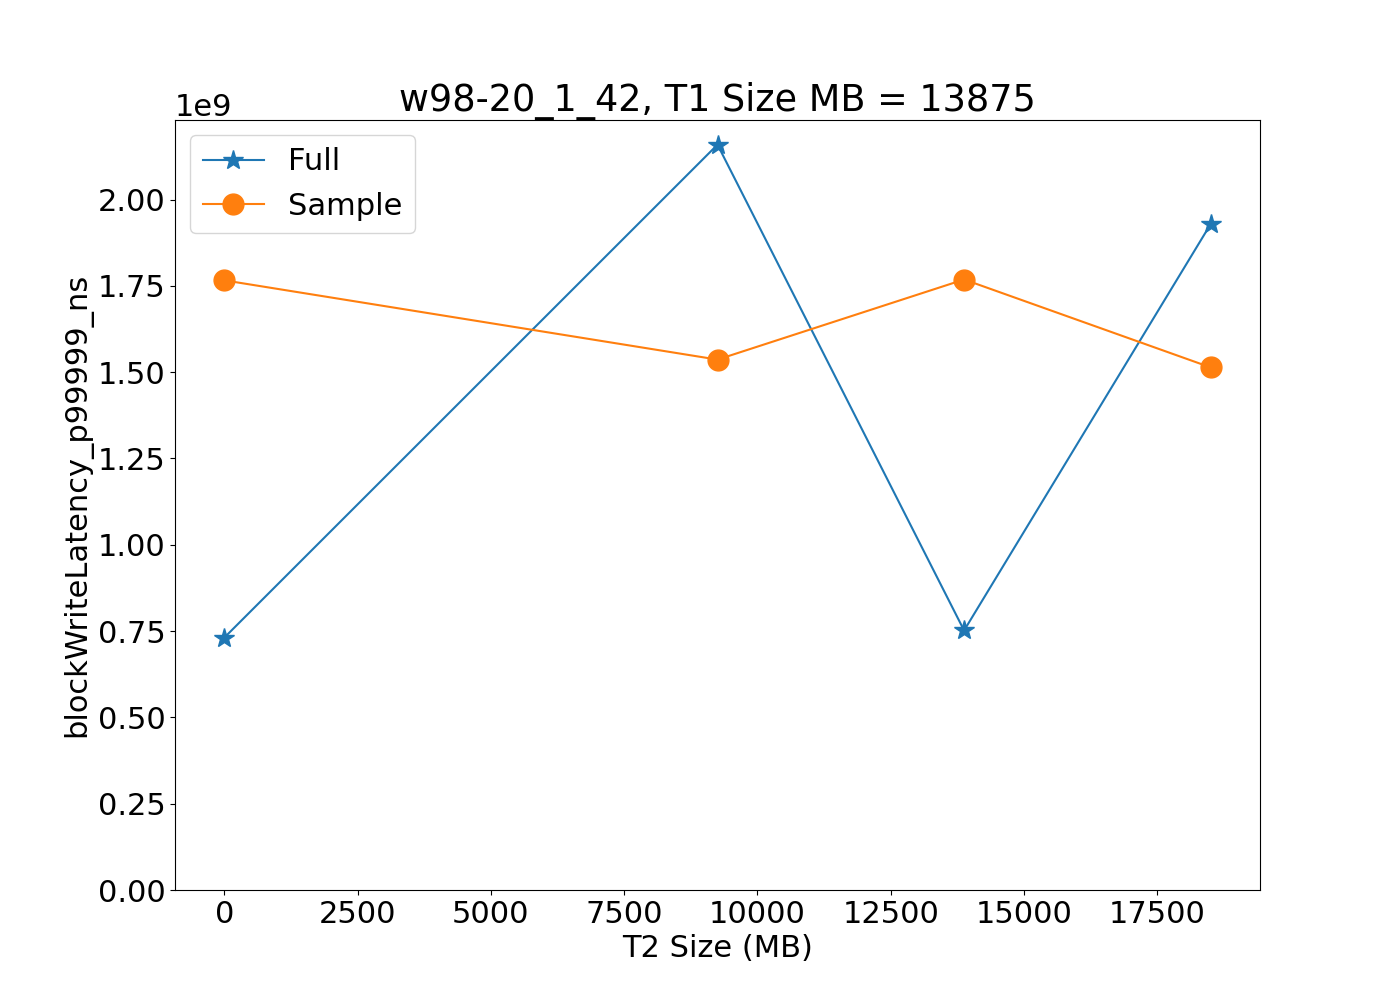 w98-20_1_42, T1 Size MB = 13875
1e9
Full
Sample
2.00
1.75
1.50
1.25
1.00
0.75
0.50
0.25
0.00
blockWriteLatency_p99999_ns
0 2500 5000 7500 10000 12500 15000 17500
T2 Size (MB)